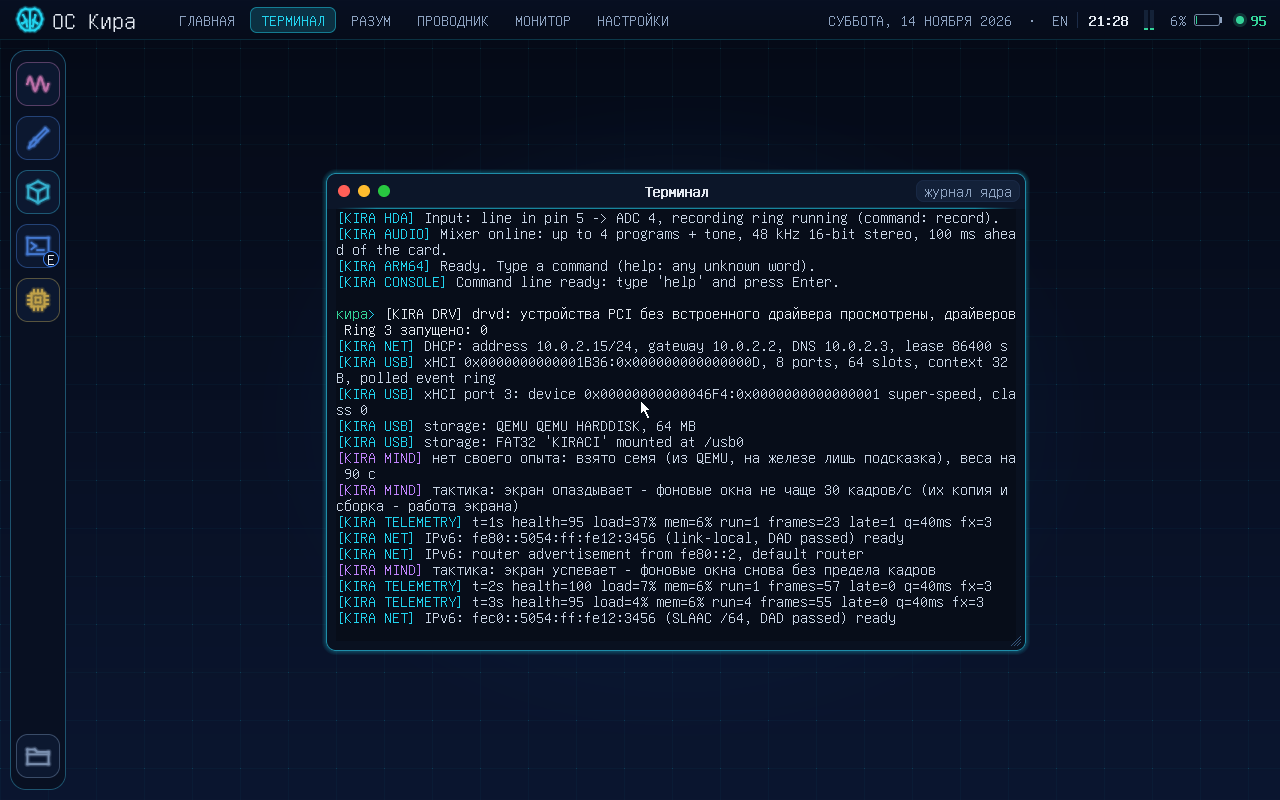 ОС Кира ГЛАВНАЯ ТЕРМИНАЛ РАЗУМ ПРОВОДНИК МОНИТОР НАСТРОЙКИ СУББОТА, 14 НОЯБРЯ 2026 · EN 21:28 6% 95
Терминал журнал ядра
[KIRA HDA] Input: line in pin 5 -> ADC 4, recording ring running (command: record).
[KIRA AUDIO] Mixer online: up to 4 programs + tone, 48 kHz 16-bit stereo, 100 ms ahea
d of the card.
[KIRA ARM64] Ready. Type a command (help: any unknown word).
[KIRA CONSOLE] Command line ready: type 'help' and press Enter.
кира> [KIRA DRV] drvd: устройства PCI без встроенного драйвера просмотрены, драйверов
Ring 3 запущено: 0
[KIRA NET] DHCP: address 10.0.2.15/24, gateway 10.0.2.2, DNS 10.0.2.3, lease 86400 s
[KIRA USB] xHCI 0x0000000000001B36:0x000000000000000D, 8 ports, 64 slots, context 32
B, polled event ring
[KIRA USB] xHCI port 3: device 0x00000000000046F4:0x0000000000000001 super-speed, cla
ss 0
[KIRA USB] storage: QEMU QEMU HARDDISK, 64 MB
[KIRA USB] storage: FAT32 'KIRACI' mounted at /usb0
[KIRA MIND] нет своего опыта: взято семя (из QEMU, на железе лишь подсказка), веса на
90 с
[KIRA MIND] тактика: экран опаздывает - фоновые окна не чаще 30 кадров/с (их копия и
сборка - работа экрана)
[KIRA TELEMETRY] t=1s health=95 load=37% mem=6% run=1 frames=23 late=1 q=40ms fx=3
[KIRA NET] IPv6: fe80::5054:ff:fe12:3456 (link-local, DAD passed) ready
[KIRA NET] IPv6: router advertisement from fe80::2, default router
[KIRA MIND] тактика: экран успевает - фоновые окна снова без предела кадров
[KIRA TELEMETRY] t=2s health=100 load=7% mem=6% run=1 frames=57 late=0 q=40ms fx=3
[KIRA TELEMETRY] t=3s health=95 load=4% mem=6% run=4 frames=55 late=0 q=40ms fx=3
[KIRA NET] IPv6: fec0::5054:ff:fe12:3456 (SLAAC /64, DAD passed) ready
E